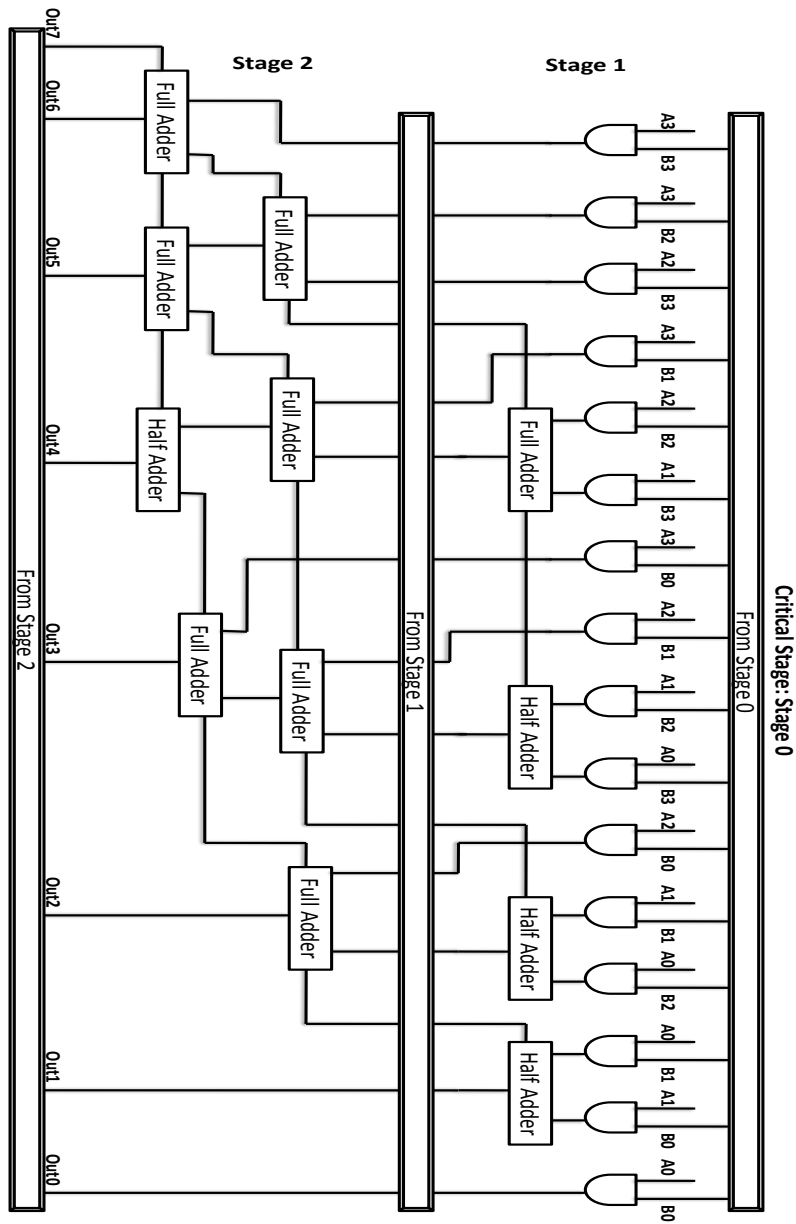 Critical Stage: Stage 0
From Stage 0
A3 B3 A3 B2 A2 B3 A3 B1 A2 B2 A1 B3 A3 B0 A2 B1 A1 B2 A0 B3 A2 B0 A1 B1 A0 B2 A0 B1 A1 B0 A0 B0
Stage 1
Full Adder
Half Adder
Half Adder
Half Adder
From Stage 1
Stage 2
Full Adder
Full Adder
Full Adder
Full Adder
Full Adder
Full Adder
Full Adder
Half Adder
Out7 Out6 Out5 Out4 Out3 Out2 Out1 Out0
From Stage 2